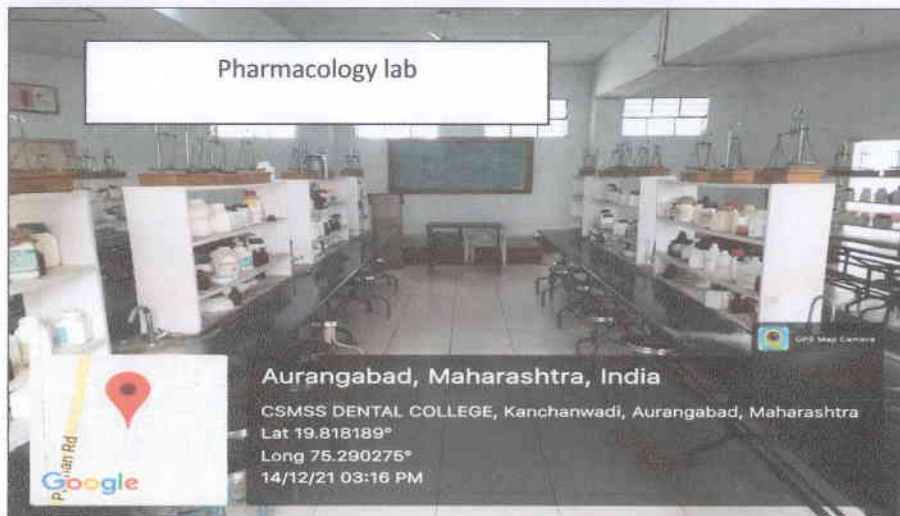 Pharmacology lab
GPS Map Camera
Aurangabad, Maharashtra, India
CSMSS DENTAL COLLEGE, Kanchanwadi, Aurangabad, Maharashtra
Lat 19.818189°
Long 75.290275°
14/12/21 03:16 PM
Rd
Google